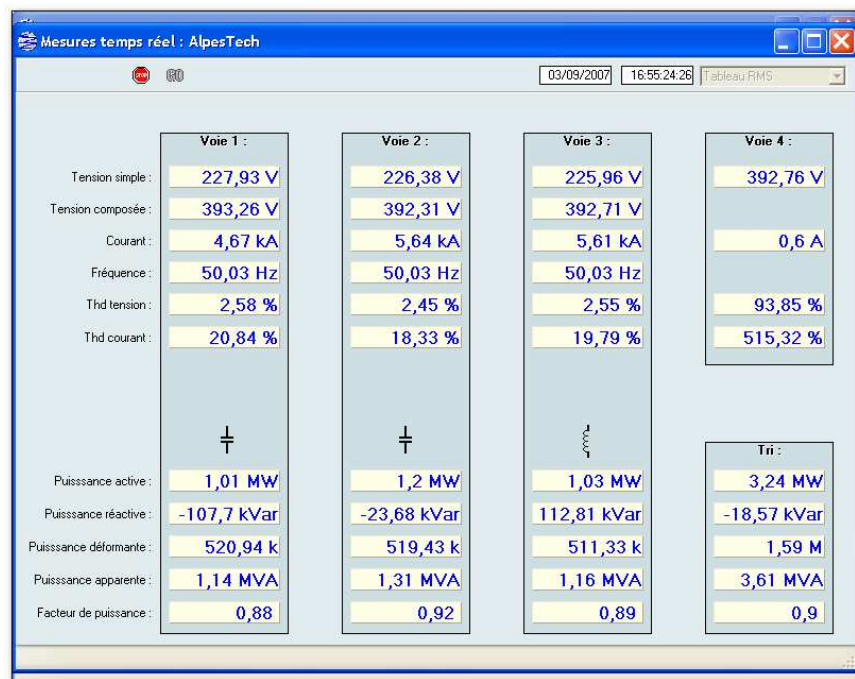 Mesures temps réel : AlpesTech
STOP GO 03/09/2007 16:55:24:26 Tableau RMS
Voie 1 : Voie 2 : Voie 3 : Voie 4 :
Tension simple : 227,93 V 226,38 V 225,96 V 392,76 V
Tension composée : 393,26 V 392,31 V 392,71 V
Courant : 4,67 kA 5,64 kA 5,61 kA 0,6 A
Fréquence : 50,03 Hz 50,03 Hz 50,03 Hz
Thd tension : 2,58 % 2,45 % 2,55 % 93,85 %
Thd courant : 20,84 % 18,33 % 19,79 % 515,32 %
Tri :
Puisssance active : 1,01 MW 1,2 MW 1,03 MW 3,24 MW
Puisssance réactive : -107,7 kVar -23,68 kVar 112,81 kVar -18,57 kVar
Puisssance déformante : 520,94 k 519,43 k 511,33 k 1,59 M
Puisssance apparente : 1,14 MVA 1,31 MVA 1,16 MVA 3,61 MVA
Facteur de puissance : 0,88 0,92 0,89 0,9